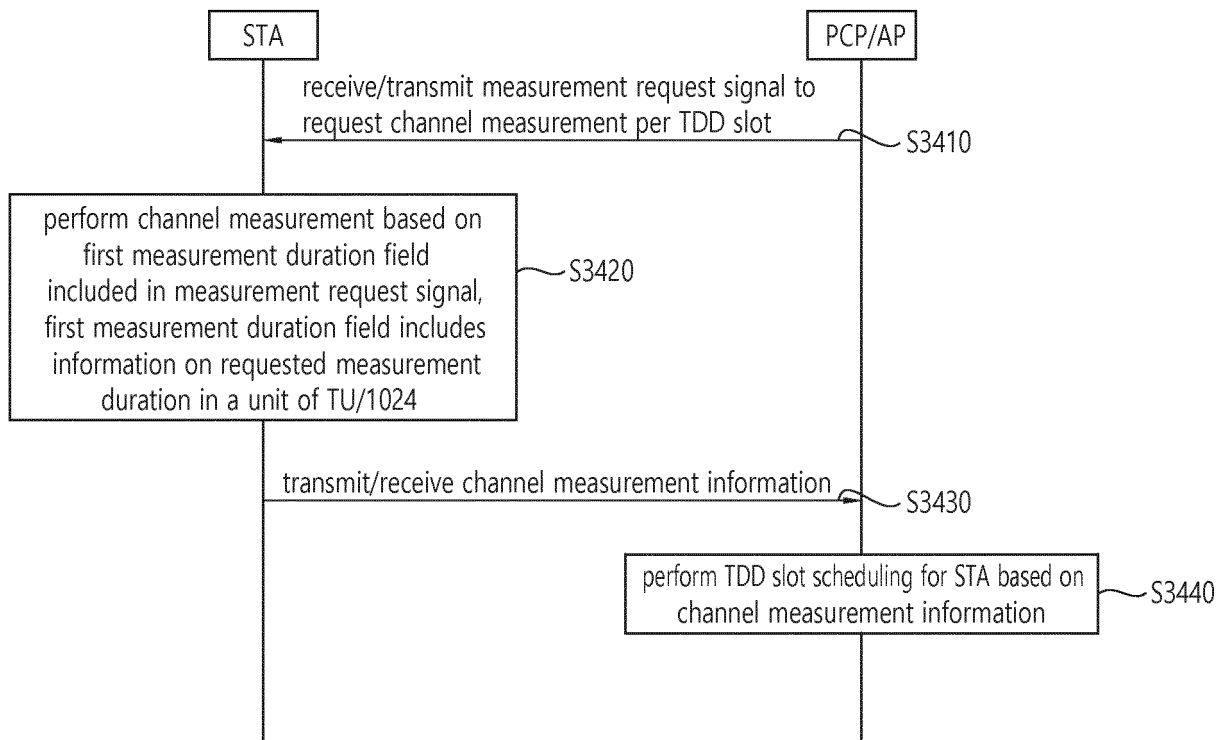 STA
PCP/AP
receive/transmit measurement request signal to
request channel measurement per TDD slot
S3410
perform channel measurement based on
first measurement duration field
included in measurement request signal,
first measurement duration field includes
information on requested measurement
duration in a unit of TU/1024
S3420
transmit/receive channel measurement information
S3430
perform TDD slot scheduling for STA based on
channel measurement information
S3440